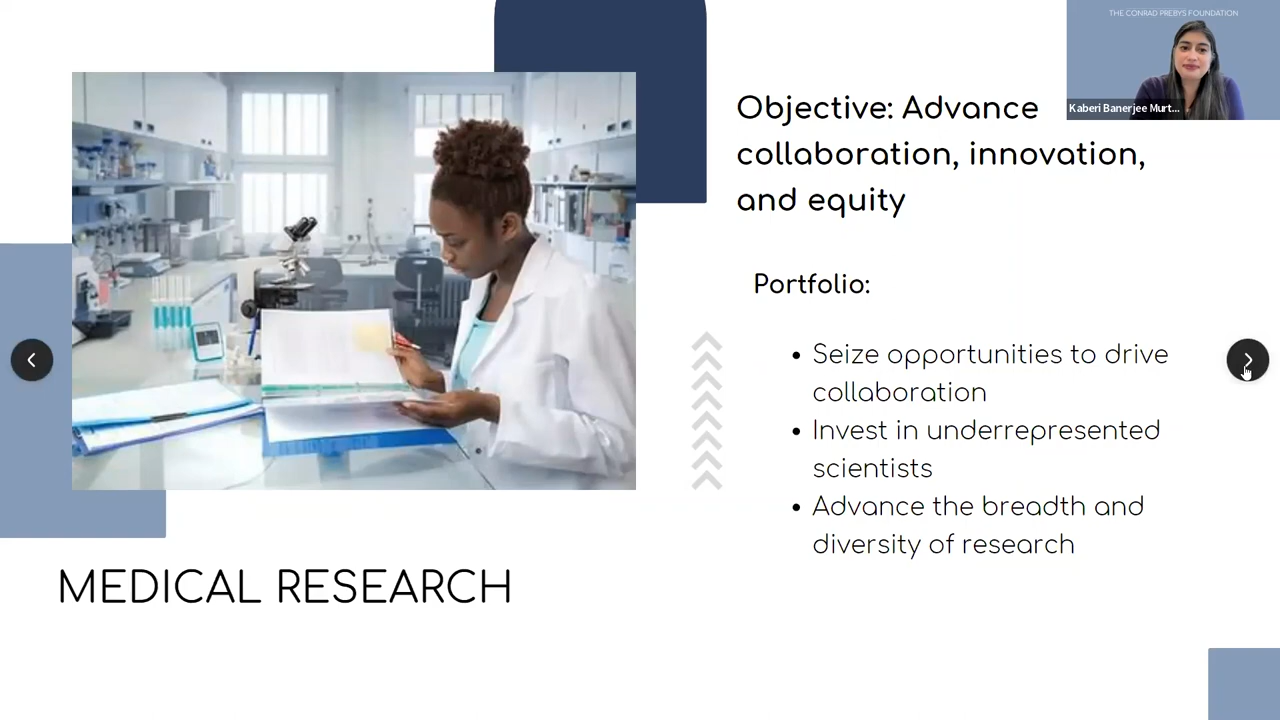 THE CONRAD PREBYS FOUNDATION
Kaberi Banerjee Murt...
Objective: Advance
collaboration, innovation,
and equity
Portfolio:
• Seize opportunities to drive
collaboration
• Invest in underrepresented
scientists
• Advance the breadth and
diversity of research
MEDICAL RESEARCH